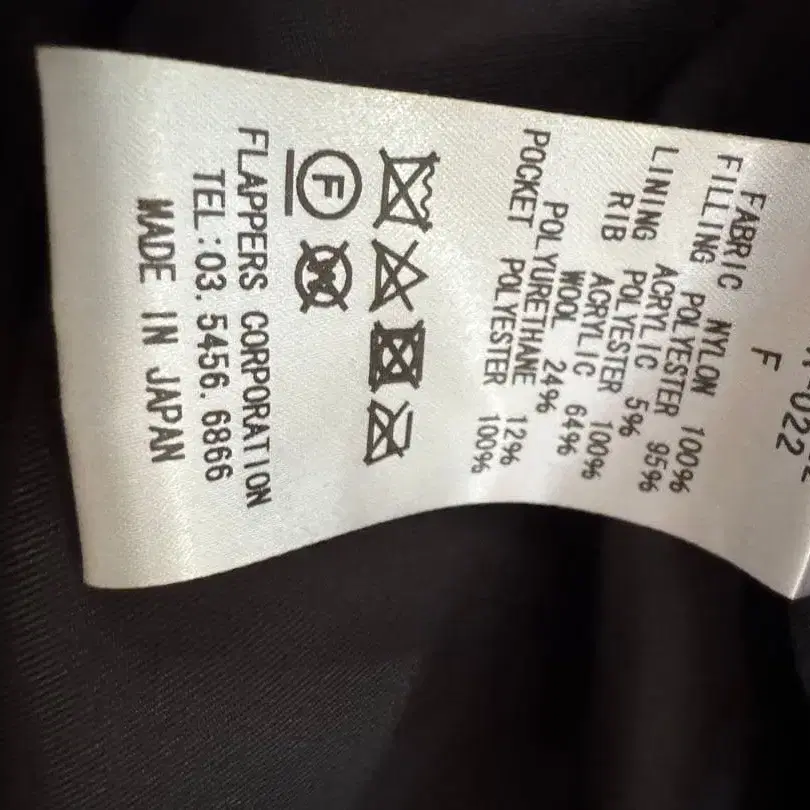 F
FABRIC NYLON 100%
FILLING POLYESTER 95%
ACRYLIC 5%
LINING POLYESTER 100%
RIB ACRYLIC 64%
WOOL 24%
POLYURETHANE 12%
POCKET POLYESTER 100%
F W
FLAPPERS CORPORATION
TEL:03.5456.6866
MADE IN JAPAN